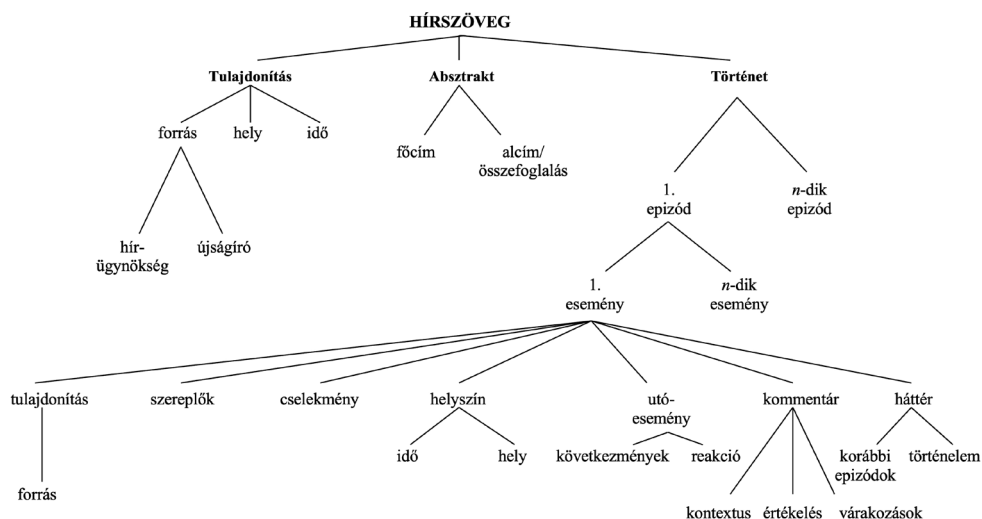 HÍRSZÖVEG
Tulajdonítás
Absztrakt
Történet
forrás
hely
idő
főcím
alcím/
összefoglalás
1.
epizód
n-dik
epizód
hír-
ügynökség
újságíró
1.
esemény
n-dik
esemény
tulajdonítás
szereplők
cselekmény
helyszín
utó-
esemény
kommentár
háttér
idő
hely
következmények
reakció
korábbi
epizódok
történelem
forrás
kontextus
értékelés
várakozások